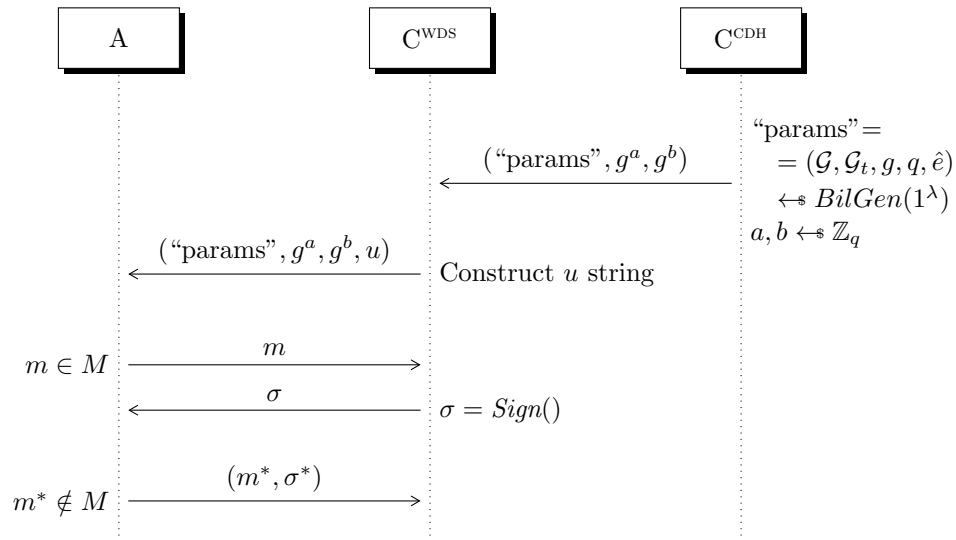 A C^WDS C^CDH
“params”=
= (𝒢, 𝒢_t, g, q, ê)
(“params”, g^a, g^b)
↞$ BilGen(1^λ)
a, b ↞$ ℤ_q
(“params”, g^a, g^b, u)
Construct u string
m ∈ M
m
σ
σ = Sign()
(m*, σ*)
m* ∉ M